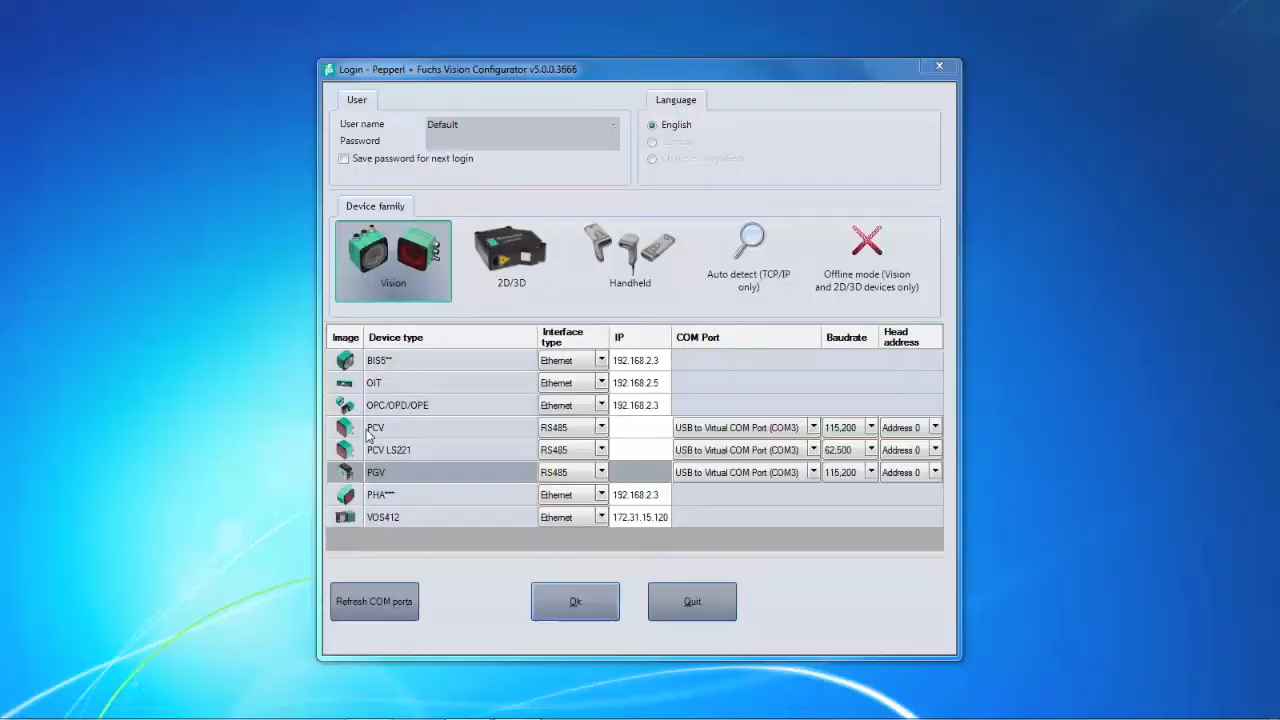 Login - Pepperl + Fuchs Vision Configurator v5.0.0.3666
User
User name
Default
Password
Save password for next login
Language
English
German
Chinese (simplified)
Device family
Vision
2D/3D
Handheld
Auto detect (TCP/IP
only)
Offline mode (Vision
and 2D/3D devices only)
Image Device type Interface type IP COM Port Baudrate Head address
BIS5** Ethernet 192.168.2.3
OIT Ethernet 192.168.2.5
OPC/OPD/OPE Ethernet 192.168.2.3
PCV RS485 USB to Virtual COM Port (COM3) 115,200 Address 0
PCV LS221 RS485 USB to Virtual COM Port (COM3) 62,500 Address 0
PGV RS485 USB to Virtual COM Port (COM3) 115,200 Address 0
PHA*** Ethernet 192.168.2.3
VOS412 Ethernet 172.31.15.120
Refresh COM ports
Ok
Quit